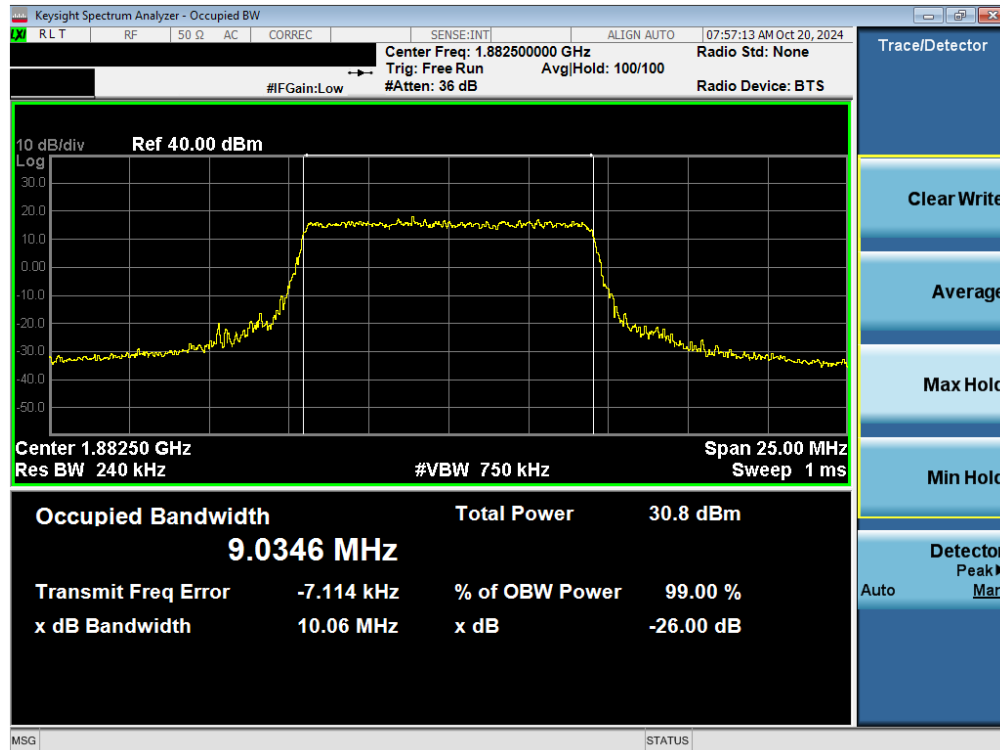 Keysight Spectrum Analyzer - Occupied BW
LXI RLT RF 50 Ω AC CORREC SENSE:INT ALIGN AUTO 07:57:13 AM Oct 20, 2024
Center Freq: 1.882500000 GHz Radio Std: None
Trig: Free Run Avg|Hold: 100/100
#IFGain:Low #Atten: 36 dB Radio Device: BTS
10 dB/div Ref 40.00 dBm
Log
30.0
20.0
10.0
0.00
-10.0
-20.0
-30.0
-40.0
-50.0
Center 1.88250 GHz Span 25.00 MHz
Res BW 240 kHz #VBW 750 kHz Sweep 1 ms
Occupied Bandwidth Total Power 30.8 dBm
9.0346 MHz
Transmit Freq Error -7.114 kHz % of OBW Power 99.00 %
x dB Bandwidth 10.06 MHz x dB -26.00 dB
MSG STATUS
Trace/Detector
Clear Write
Average
Max Hold
Min Hold
Detector
Peak
Auto Man